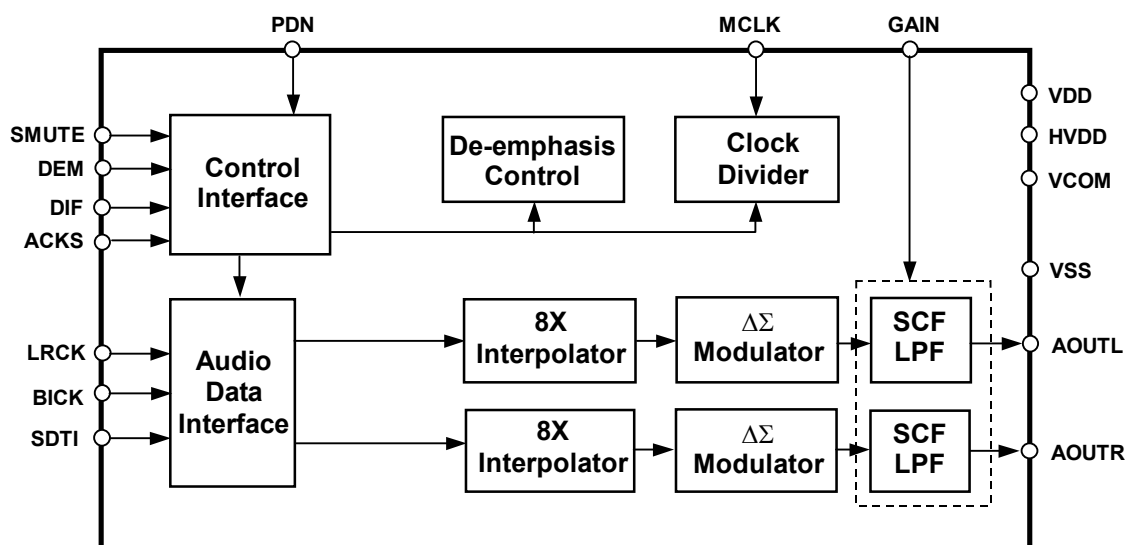 PDN
MCLK
GAIN
VDD
SMUTE
HVDD
DEM
Control
Interface
De-emphasis
Control
Clock
Divider
VCOM
DIF
ACKS
VSS
LRCK
BICK
SDTI
Audio
Data
Interface
8X
Interpolator
ΔΣ
Modulator
SCF
LPF
AOUTL
8X
Interpolator
ΔΣ
Modulator
SCF
LPF
AOUTR